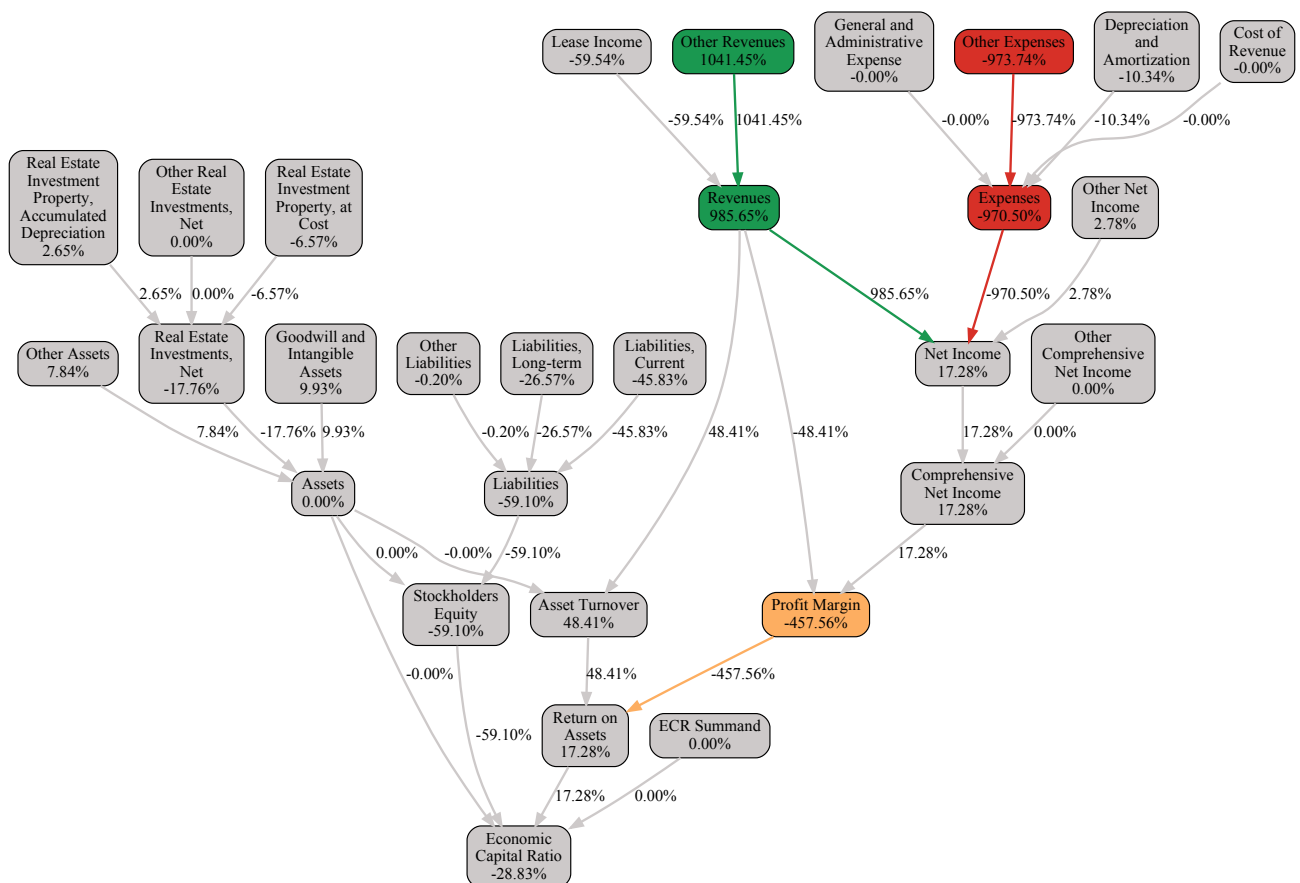 Lease Income
-59.54%
Other Revenues
1041.45%
General and
Administrative
Expense
-0.00%
Other Expenses
-973.74%
Depreciation
and
Amortization
-10.34%
Cost of
Revenue
-0.00%
-59.54%
1041.45%
-0.00%
-973.74%
-10.34%
-0.00%
Real Estate
Investment
Property,
Accumulated
Depreciation
2.65%
Other Real
Estate
Investments,
Net
0.00%
Real Estate
Investment
Property, at
Cost
-6.57%
Revenues
985.65%
Expenses
-970.50%
Other Net
Income
2.78%
2.65%
0.00%
-6.57%
985.65%
-970.50%
2.78%
Other Assets
7.84%
Real Estate
Investments,
Net
-17.76%
Goodwill and
Intangible
Assets
9.93%
Other
Liabilities
-0.20%
Liabilities,
Long-term
-26.57%
Liabilities,
Current
-45.83%
Net Income
17.28%
Other
Comprehensive
Net Income
0.00%
7.84%
-17.76%
9.93%
-0.20%
-26.57%
-45.83%
48.41%
-48.41%
17.28%
0.00%
Assets
0.00%
Liabilities
-59.10%
Comprehensive
Net Income
17.28%
0.00%
-0.00%
-59.10%
17.28%
Stockholders
Equity
-59.10%
Asset Turnover
48.41%
Profit Margin
-457.56%
-0.00%
48.41%
-457.56%
-59.10%
Return on
Assets
17.28%
ECR Summand
0.00%
17.28%
0.00%
Economic
Capital Ratio
-28.83%